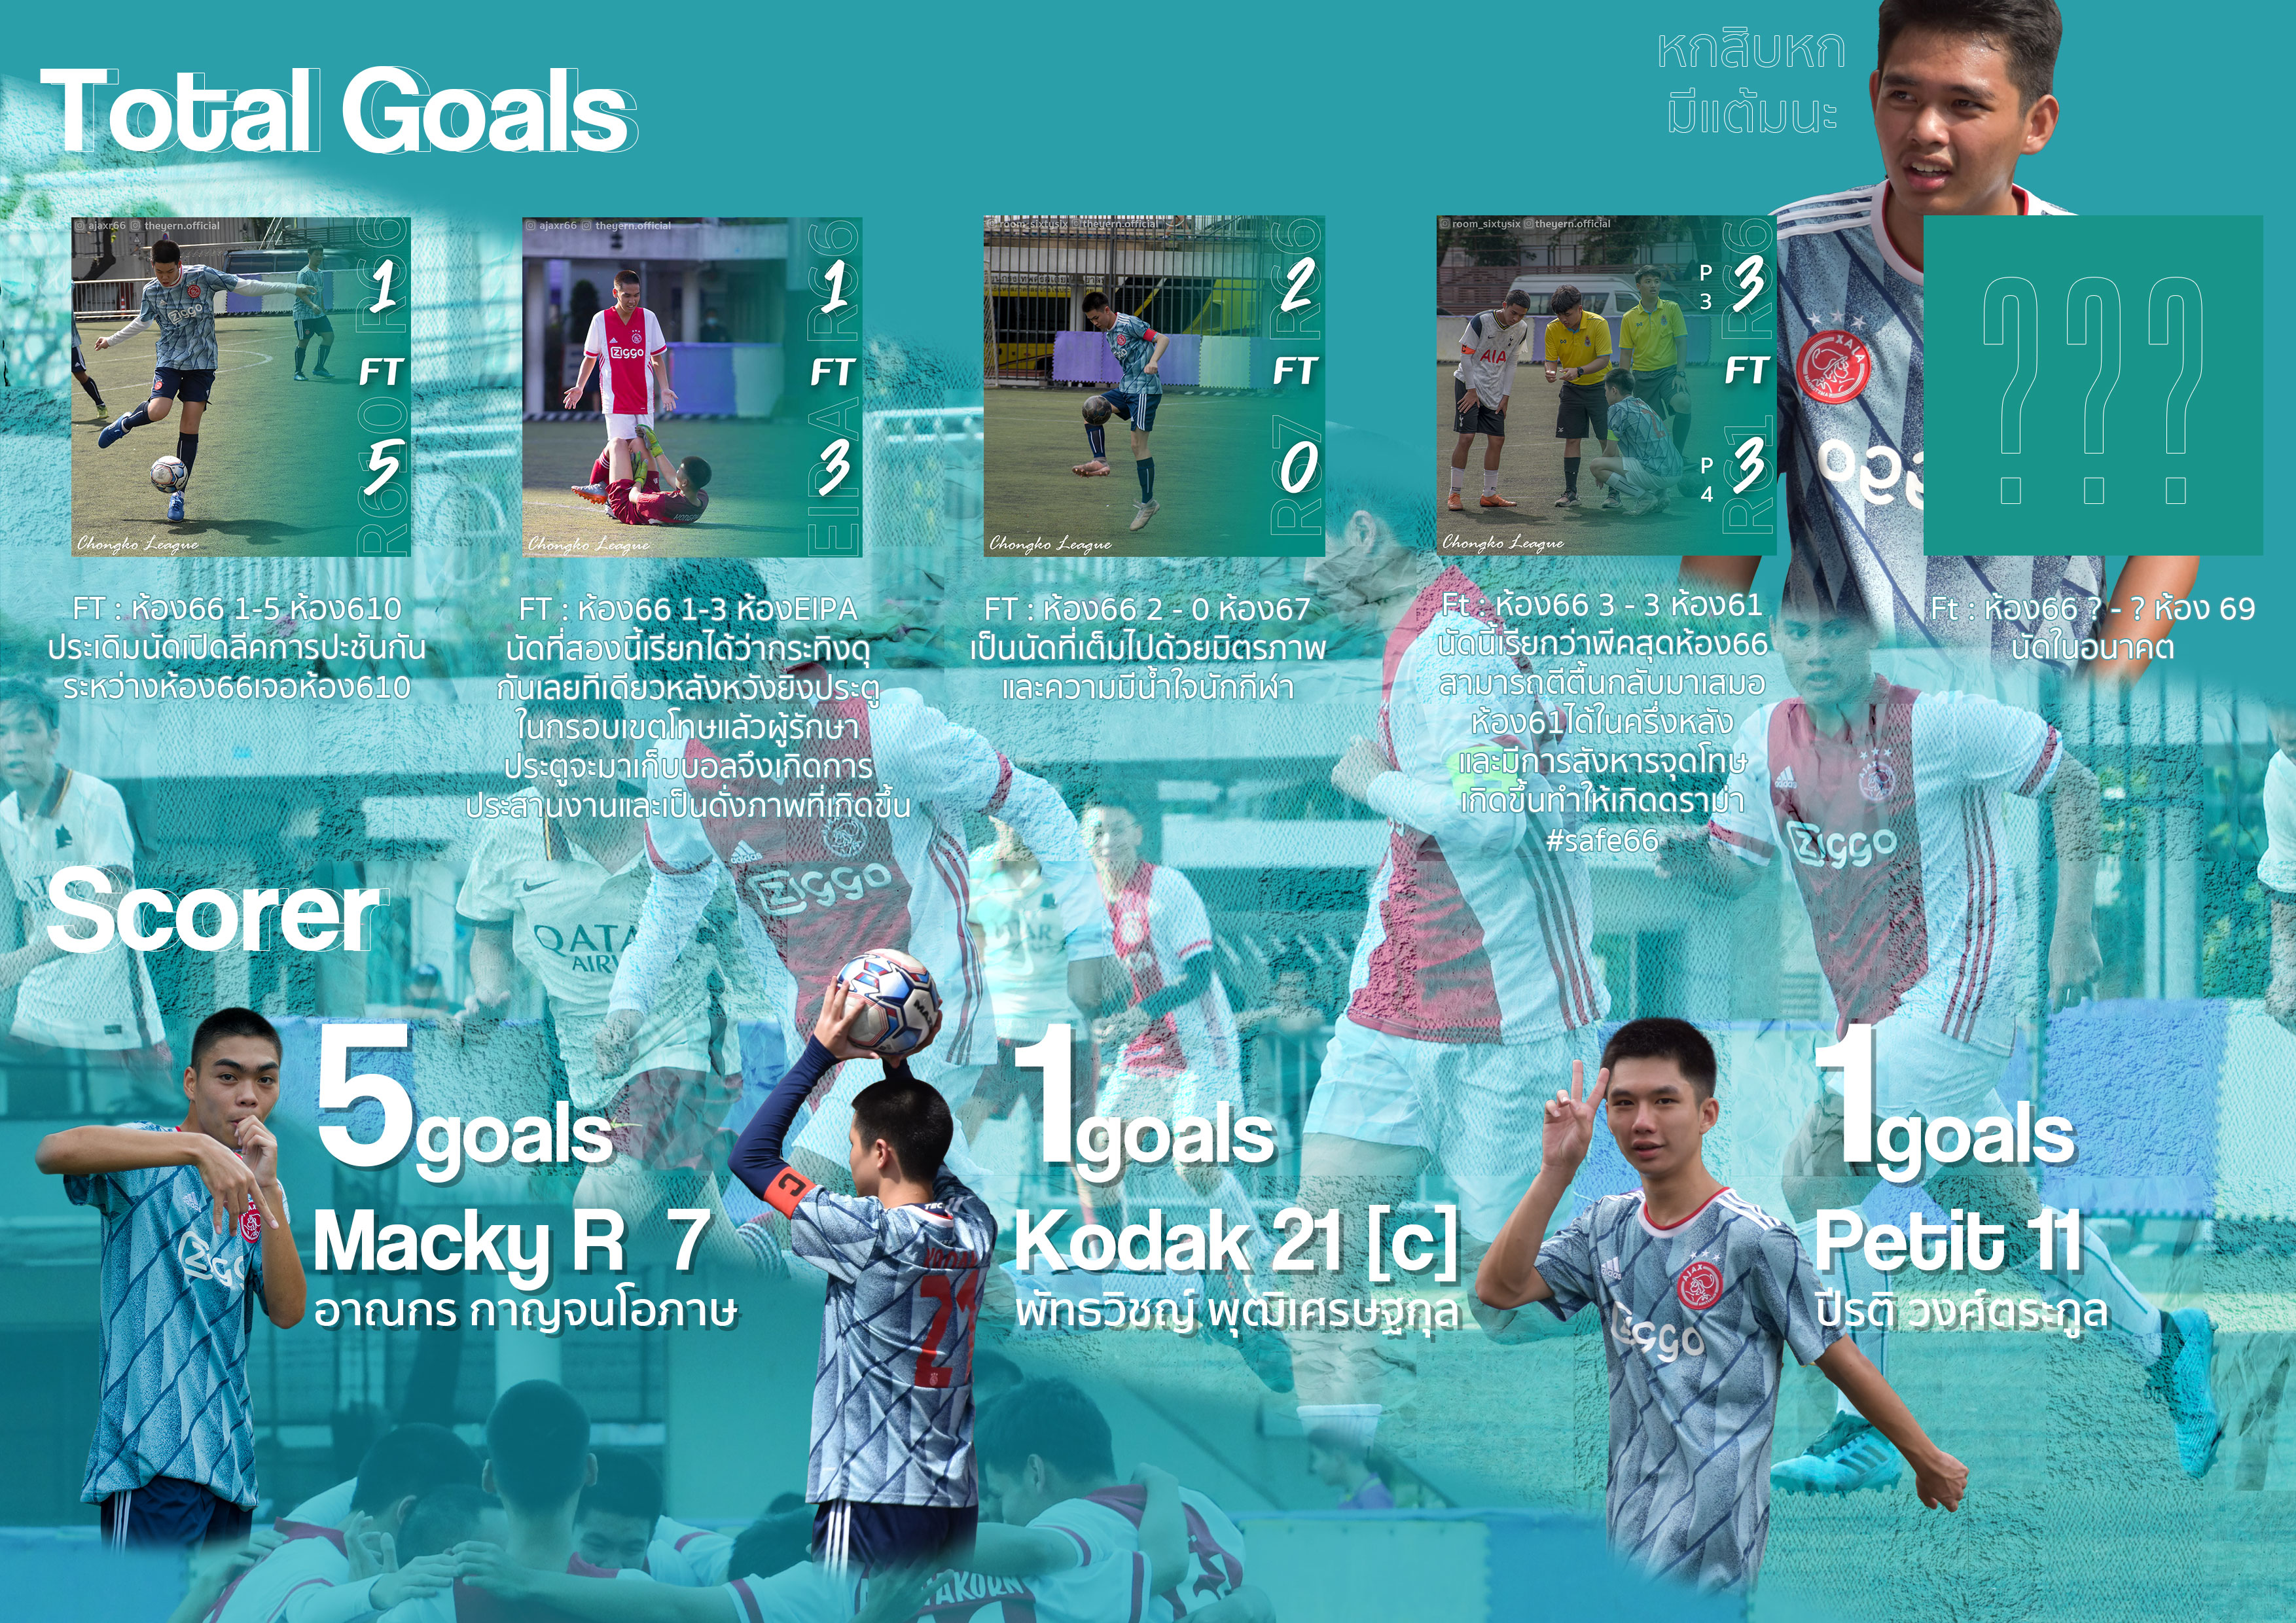 Total Goals
หกสิบหก
มีแต้มนะ
ajaxr66 theyern.official
R66
1
FT
5
R610
Ziggo
Chongko League
ajaxr66 theyern.official
R66
1
FT
3
EIPA
Ziggo
Chongko League
room_sixtysix theyern.official
R66
2
FT
0
R67
Chongko League
room_sixtysix theyern.official
R66
P
3
3
FT
P
4
3
R61
AIA
Chongko League
???
FT : ห้อง66 1-5 ห้อง610
ประเดิมนัดเปิดลีคการปะชันกัน
ระหว่างห้อง66เจอห้อง610
FT : ห้อง66 1-3 ห้องEIPA
นัดที่สองนี้เรียกได้ว่ากระทิงดุ
กันเลยทีเดียวหลังหวังยิงประตู
ในกรอบเขตโทษแล้วผู้รักษา
ประตูจะมาเก็บบอลจึงเกิดการ
ประสานงานและเป็นดั่งภาพที่เกิดขึ้น
FT : ห้อง66 2 - 0 ห้อง67
เป็นนัดที่เต็มไปด้วยมิตรภาพ
และความมีน้ำใจนักกีฬา
Ft : ห้อง66 3 - 3 ห้อง61
นัดนี้เรียกว่าพีคสุดห้อง66
สามารถตีตื้นกลับมาเสมอ
ห้อง61ได้ในครึ่งหลัง
และมีการสังหารจุดโทษ
เกิดขึ้นทำให้เกิดดราม่า
#safe66
Ft : ห้อง66 ? - ? ห้อง 69
นัดในอนาคต
adidas
Ziggo
adidas
Ziggo
QATAR
AIRWAYS
Scorer
5goals
Macky R 7
อาณกร กาญจนโอภาษ
C
KODAK
21
1goals
Kodak 21 [c]
พัทธวิชญ์ พุฒิเศรษฐกุล
adidas
AJAX
Ziggo
1goals
Petit 11
ปีรติ วงศ์ตระกูล